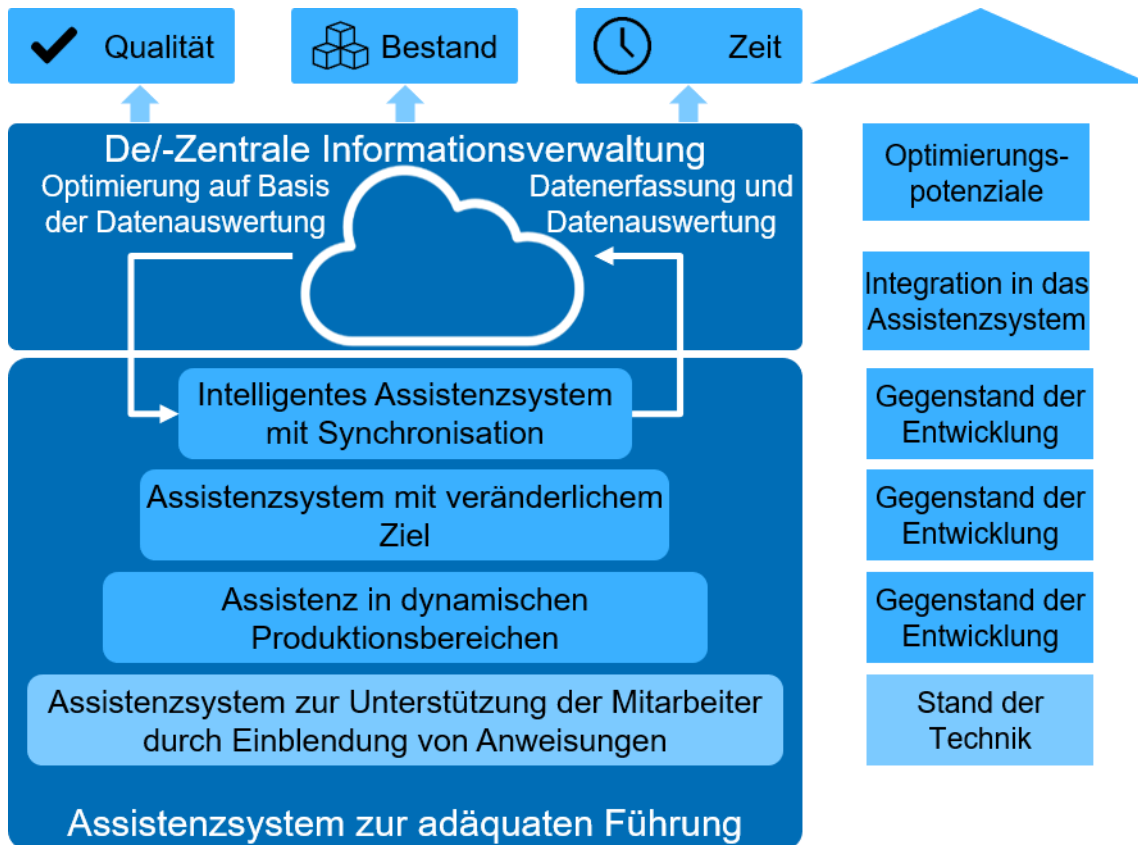 Qualität
Bestand
Zeit
De/-Zentrale Informationsverwaltung
Optimierung auf Basis
der Datenauswertung
Datenerfassung und
Datenauswertung
Optimierungs-
potenziale
Integration in das
Assistenzsystem
Intelligentes Assistenzsystem
mit Synchronisation
Gegenstand der
Entwicklung
Assistenzsystem mit veränderlichem
Ziel
Gegenstand der
Entwicklung
Assistenz in dynamischen
Produktionsbereichen
Gegenstand der
Entwicklung
Assistenzsystem zur Unterstützung der Mitarbeiter
durch Einblendung von Anweisungen
Stand der
Technik
Assistenzsystem zur adäquaten Führung